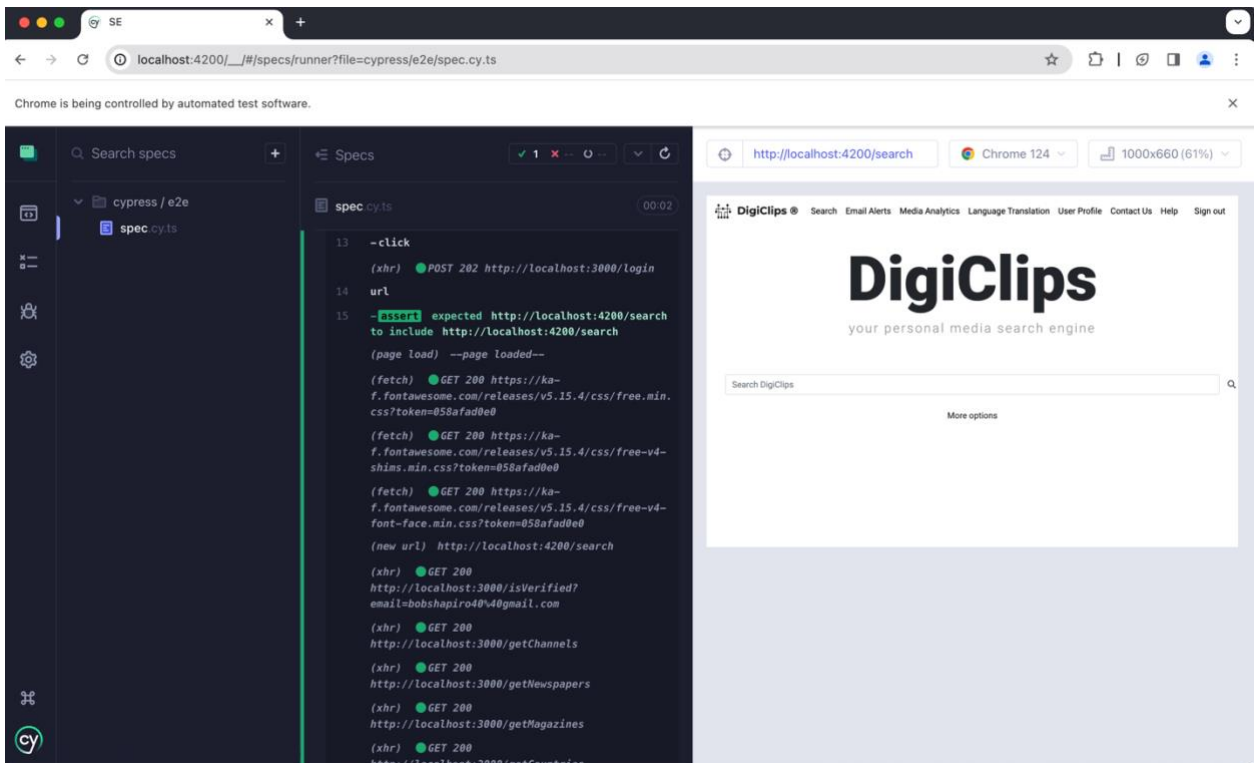 SE
localhost:4200/__/#/specs/runner?file=cypress/e2e/spec.cy.ts
Chrome is being controlled by automated test software.
Search specs
cypress / e2e
spec.cy.ts
Specs
1 -- --
spec.cy.ts
00:02
13 -click
(xhr) POST 202 http://localhost:3000/login
14 url
15 -assert expected http://localhost:4200/search
to include http://localhost:4200/search
(page load) --page loaded--
(fetch) GET 200 https://ka-
f.fontawesome.com/releases/v5.15.4/css/free.min.
css?token=058afad0e0
(fetch) GET 200 https://ka-
f.fontawesome.com/releases/v5.15.4/css/free-v4-
shims.min.css?token=058afad0e0
(fetch) GET 200 https://ka-
f.fontawesome.com/releases/v5.15.4/css/free-v4-
font-face.min.css?token=058afad0e0
(new url) http://localhost:4200/search
(xhr) GET 200
http://localhost:3000/isVerified?
email=bobshapiro40%40gmail.com
(xhr) GET 200
http://localhost:3000/getChannels
(xhr) GET 200
http://localhost:3000/getNewspapers
(xhr) GET 200
http://localhost:3000/getMagazines
(xhr) GET 200
http://localhost:3000/getCountries
cy
http://localhost:4200/search
Chrome 124
1000x660 (61%)
DigiClips ® Search Email Alerts Media Analytics Language Translation User Profile Contact Us Help Sign out
DigiClips
your personal media search engine
Search DigiClips
More options